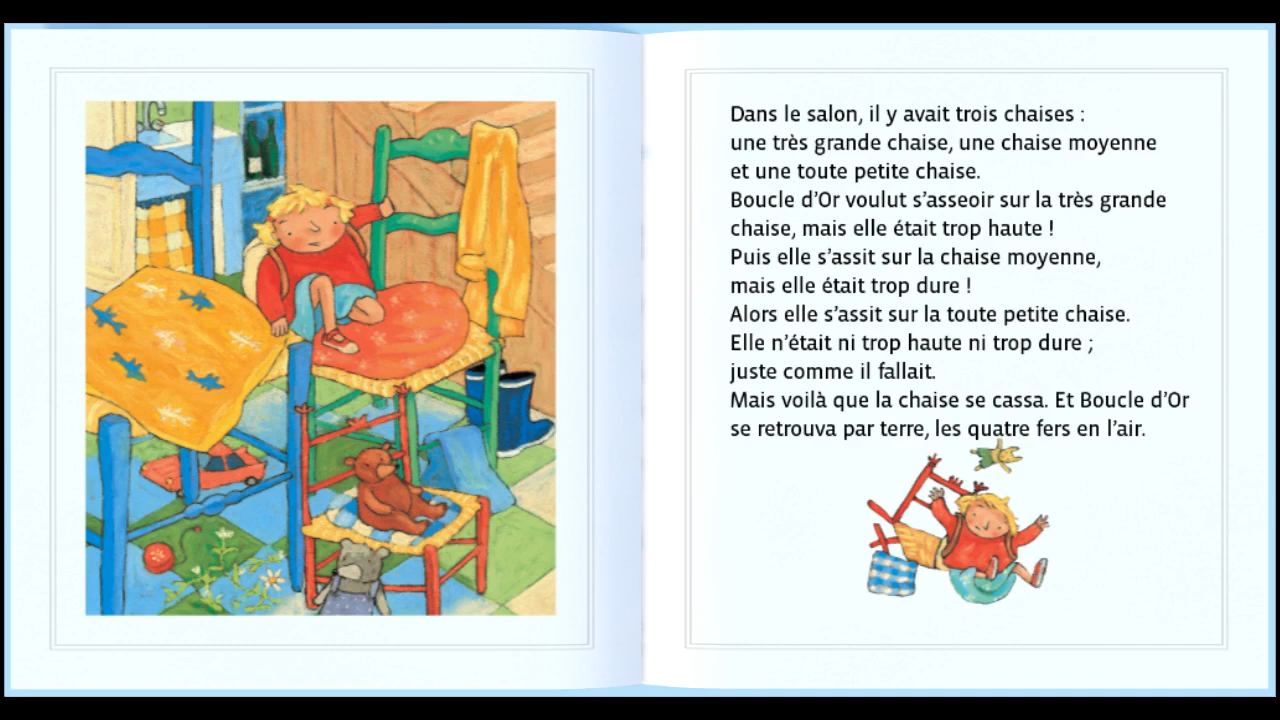 Dans le salon, il y avait trois chaises :
une très grande chaise, une chaise moyenne
et une toute petite chaise.
Boucle d’Or voulut s’asseoir sur la très grande
chaise, mais elle était trop haute !
Puis elle s’assit sur la chaise moyenne,
mais elle était trop dure !
Alors elle s’assit sur la toute petite chaise.
Elle n’était ni trop haute ni trop dure ;
juste comme il fallait.
Mais voilà que la chaise se cassa. Et Boucle d’Or
se retrouva par terre, les quatre fers en l’air.